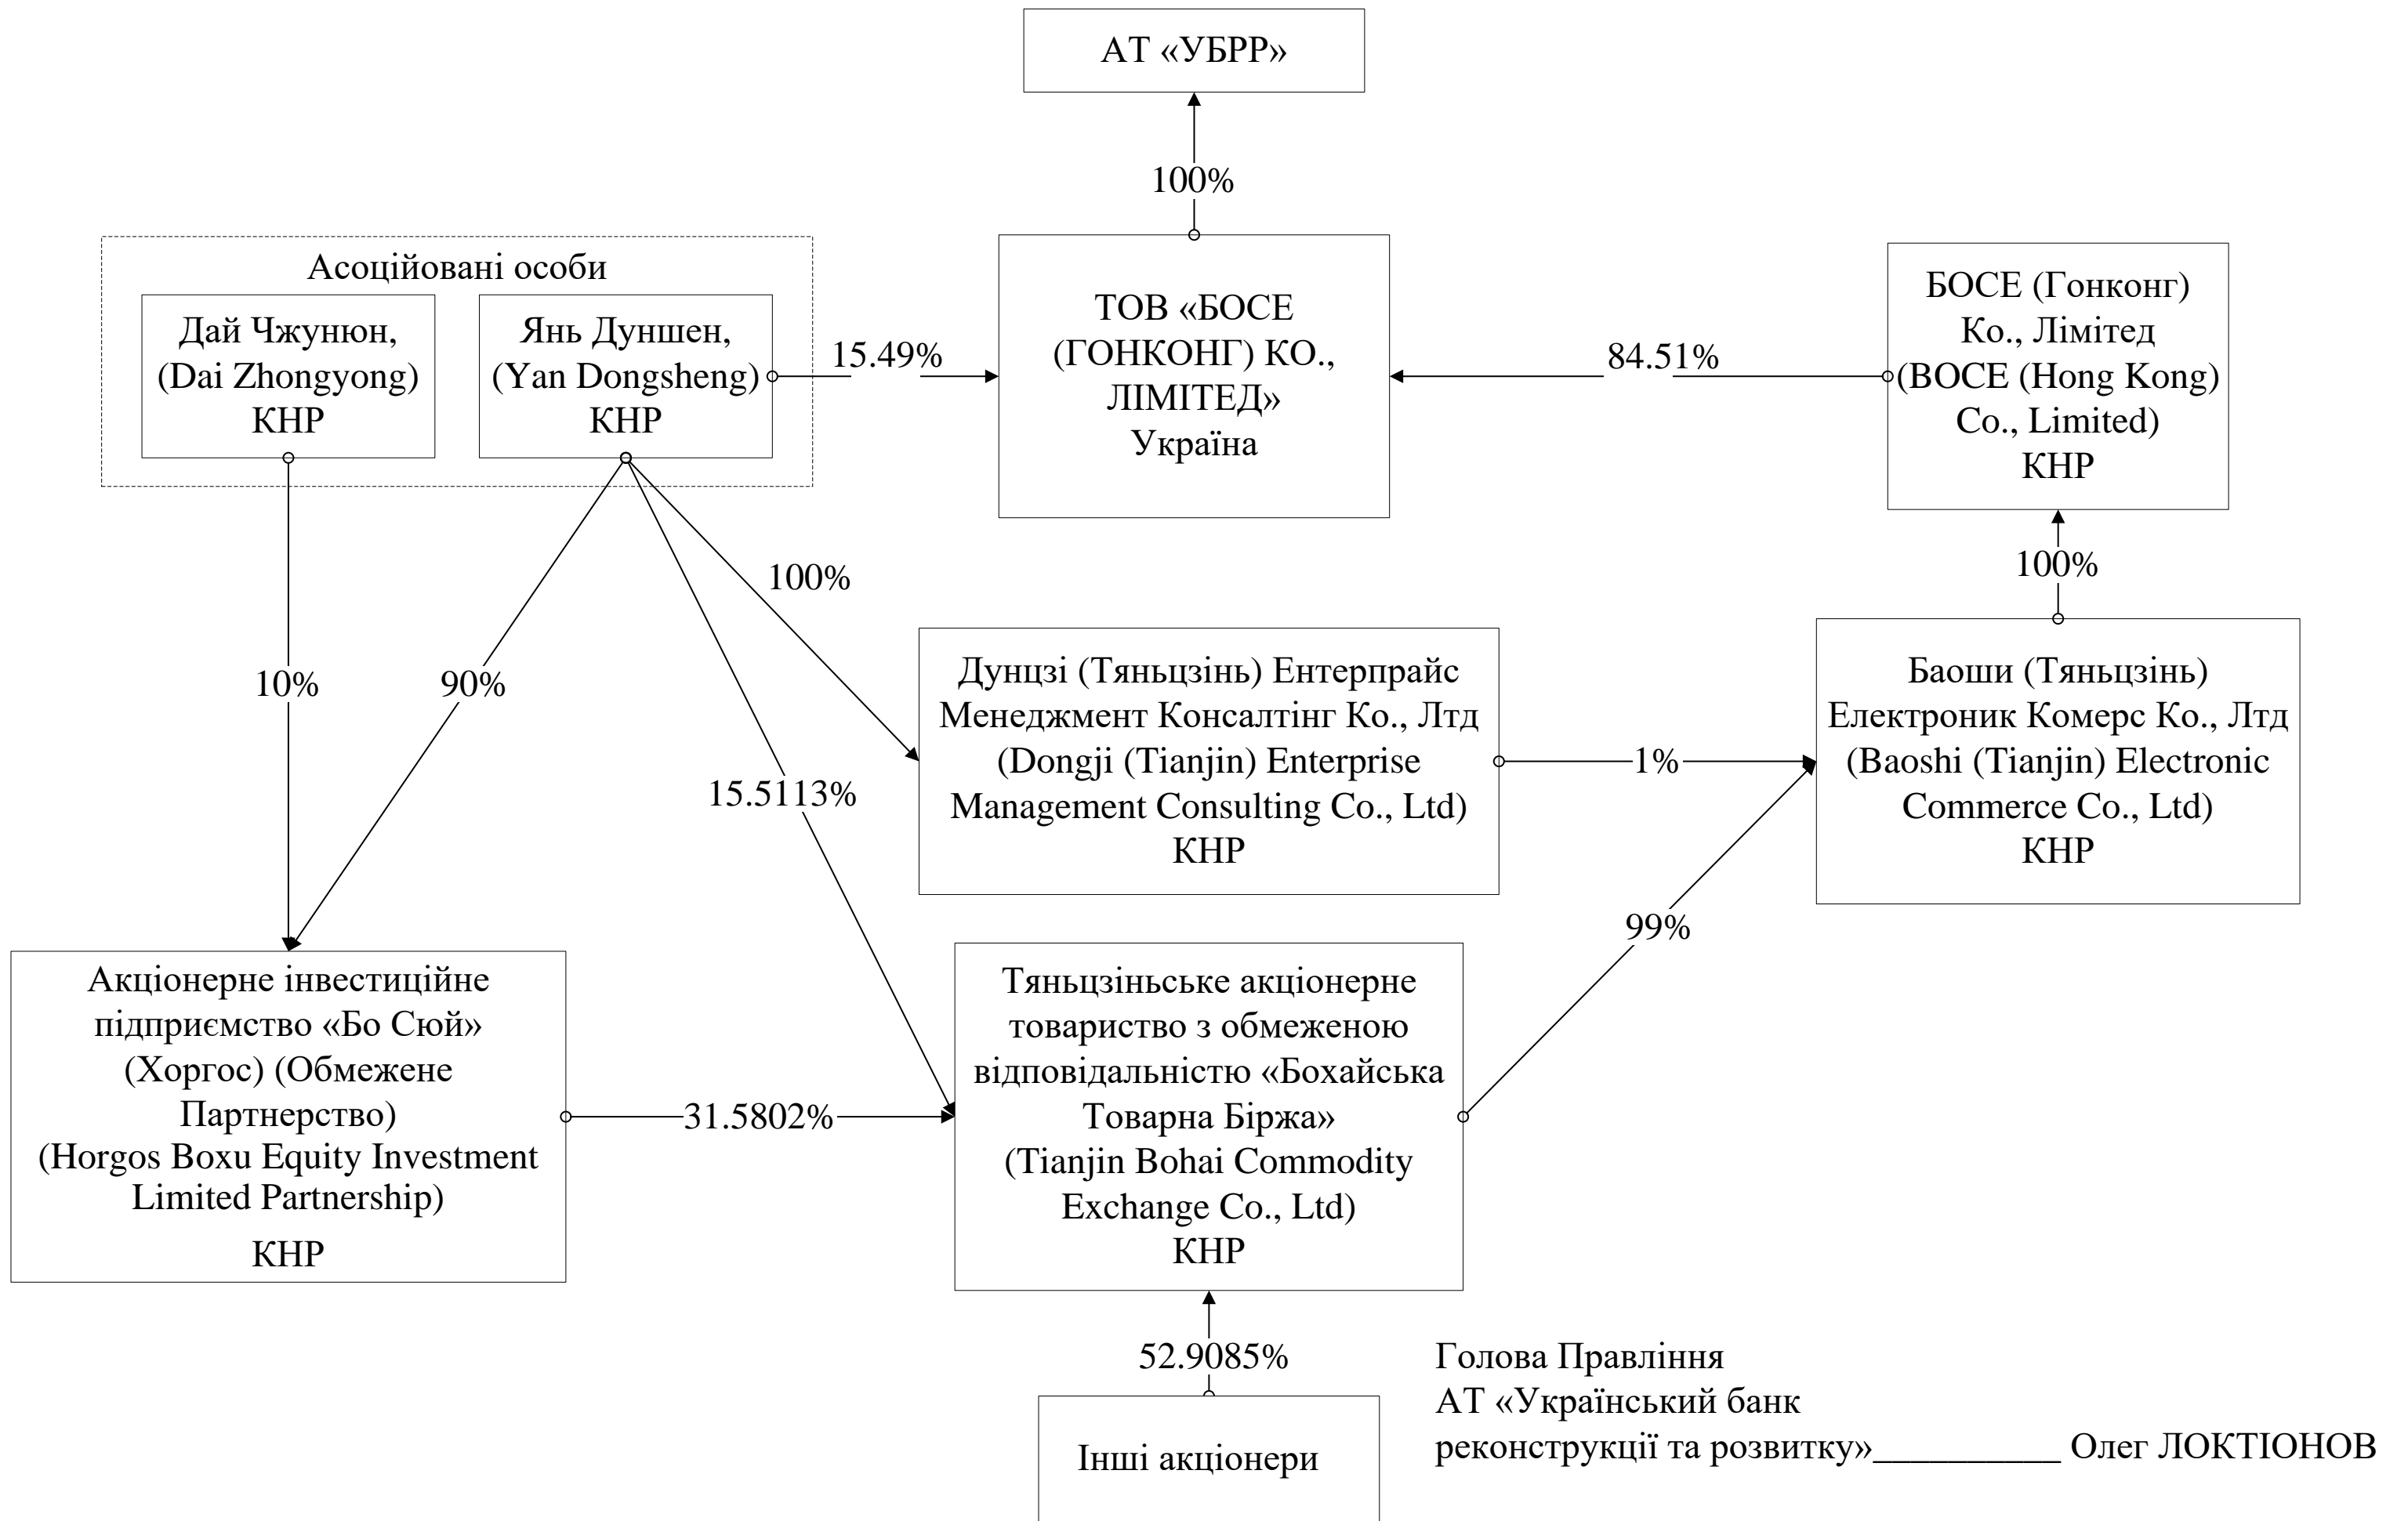 АТ «УБРР»
100%
Асоційовані особи
Дай Чжунюн,
(Dai Zhongyong)
КНР
Янь Дуншен,
(Yan Dongsheng)
КНР
15.49%
ТОВ «БОСЕ
(ГОНКОНГ) КО.,
ЛІМІТЕД»
Україна
84.51%
БОСЕ (Гонконг)
Ко., Лімітед
(BOCE (Hong Kong)
Co., Limited)
КНР
100%
100%
10%
90%
15.5113%
Дунцзі (Тяньцзінь) Ентерпрайс
Менеджмент Консалтінг Ко., Лтд
(Dongji (Tianjin) Enterprise
Management Consulting Co., Ltd)
КНР
1%
Баоши (Тяньцзінь)
Електроник Комерс Ко., Лтд
(Baoshi (Tianjin) Electronic
Commerce Co., Ltd)
КНР
99%
Акціонерне інвестиційне
підприємство «Бо Сюй»
(Хоргос) (Обмежене
Партнерство)
(Horgos Boxu Equity Investment
Limited Partnership)
КНР
31.5802%
Тяньцзіньське акціонерне
товариство з обмеженою
відповідальністю «Бохайська
Товарна Біржа»
(Tianjin Bohai Commodity
Exchange Co., Ltd)
КНР
52.9085%
Інші акціонери
Голова Правління
АТ «Український банк
реконструкції та розвитку»__________ Олег ЛОКТІОНОВ